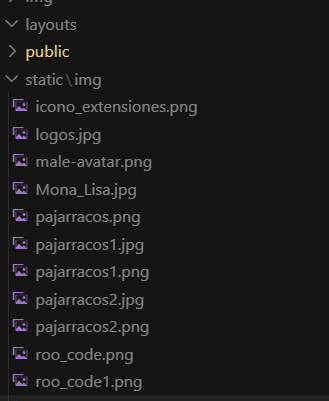 img
layouts
public
static\img
icono_extensiones.png
logos.jpg
male-avatar.png
Mona_Lisa.jpg
pajarracos.png
pajarracos1.jpg
pajarracos1.png
pajarracos2.jpg
pajarracos2.png
roo_code.png
roo_code1.png